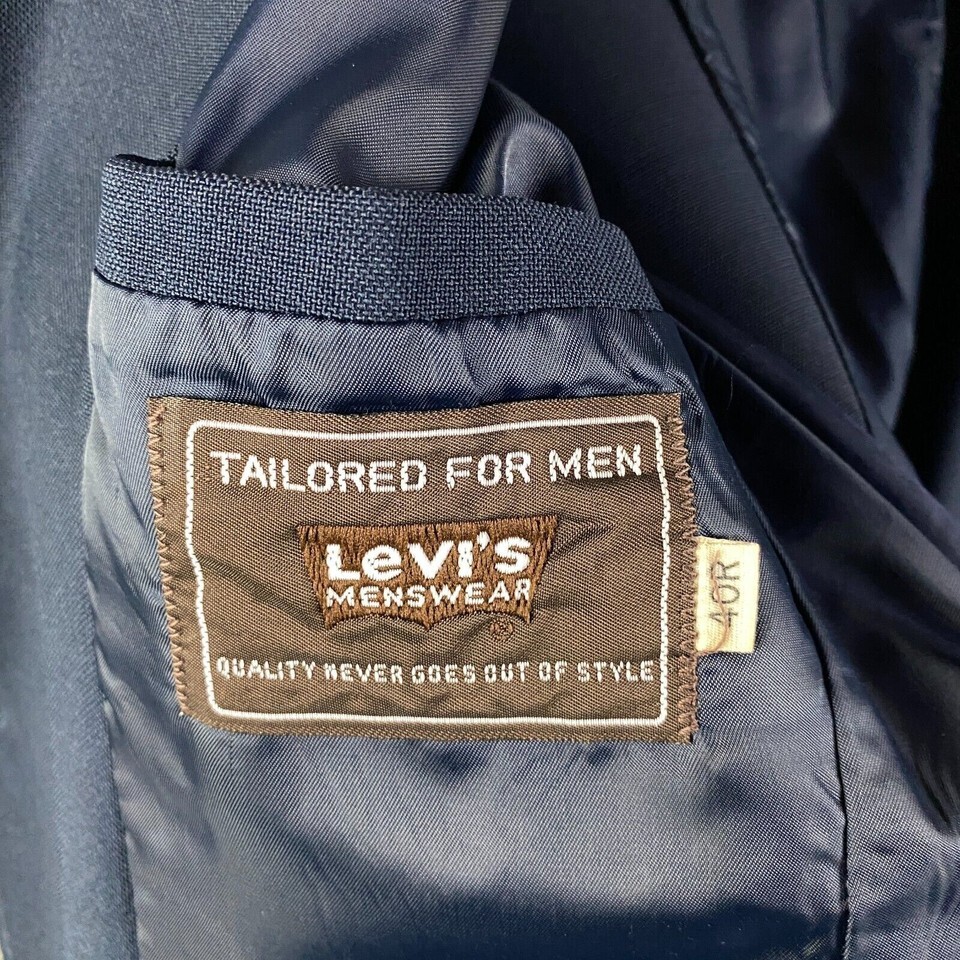 TAILORED FOR MEN
LeVI'S
MENSWEAR
®
QUALITY NEVER GOES OUT OF STYLE
40R